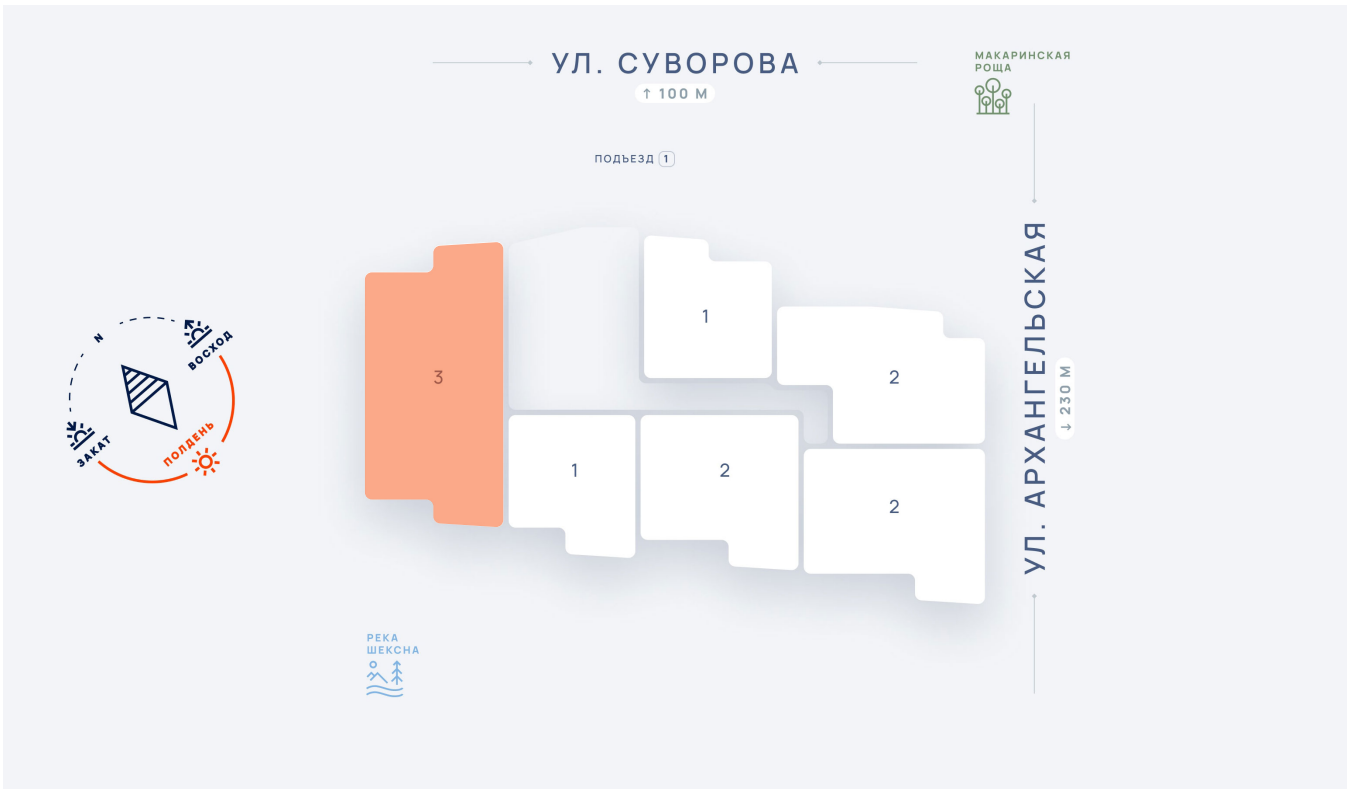 УЛ. СУВОРОВА
↑ 100 М
МАКАРИНСКАЯ
РОЩА
ПОДЪЕЗД 1
УЛ. АРХАНГЕЛЬСКАЯ
↓ 230 М
N
ВОСХОД
ПОЛДЕНЬ
ЗАКАТ
1
3
2
1
2
2
РЕКА
ШЕКСНА